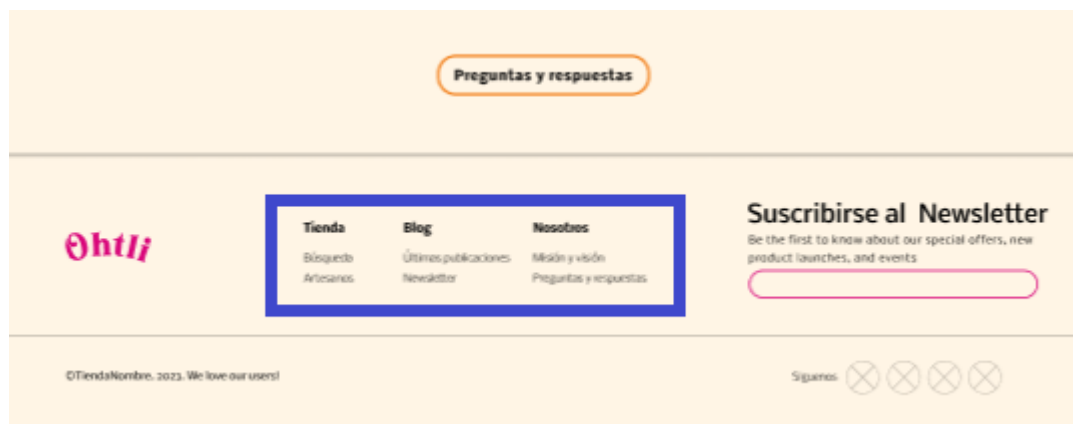 Preguntas y respuestas
Ohtli
Tienda
Búsqueda
Artesanos
Blog
Últimas publicaciones
Newsletter
Nosotros
Misión y visión
Preguntas y respuestas
Suscribirse al Newsletter
Be the first to know about our special offers, new
product launches, and events
©TiendaNombre. 2023. We love our users!
Síguenos